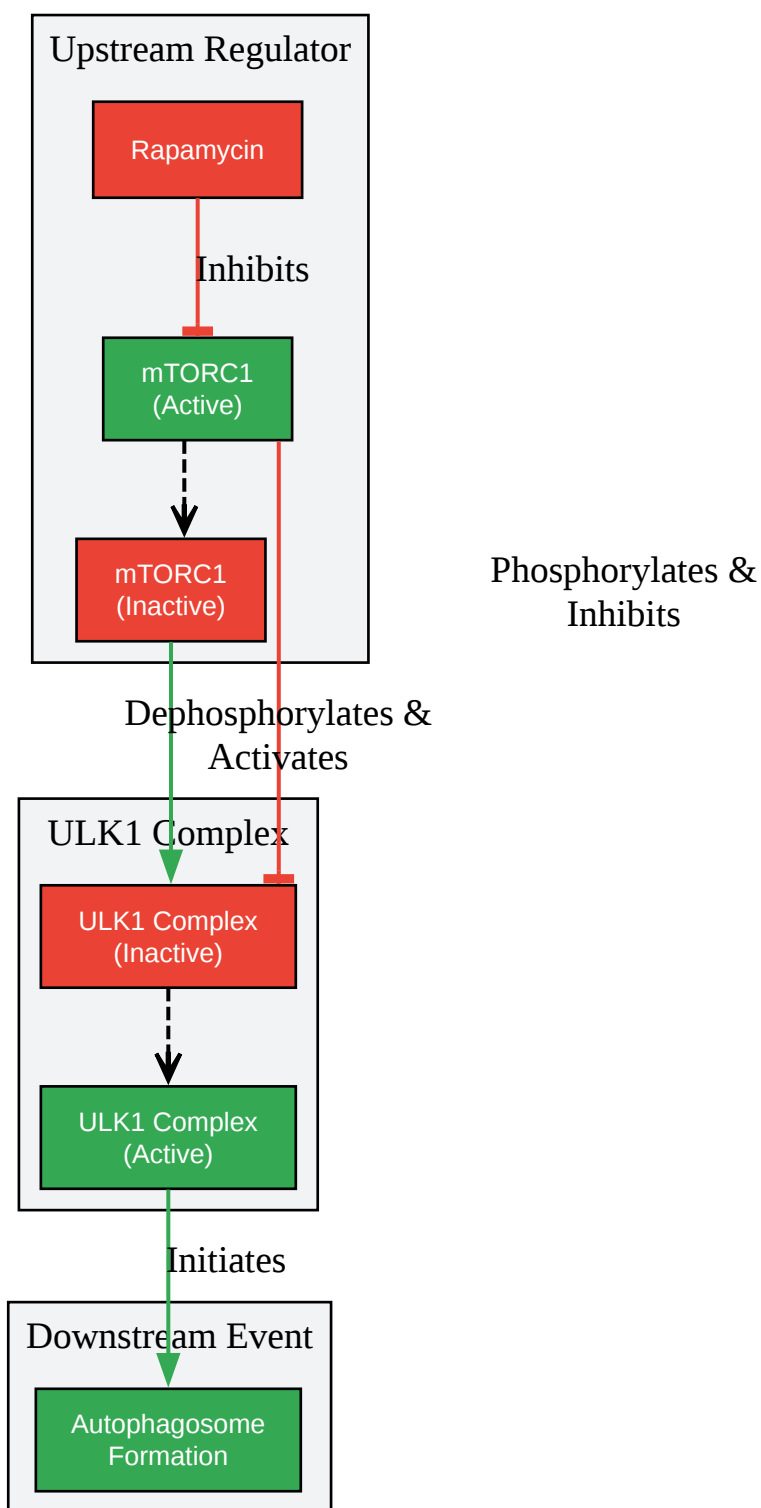 Upstream Regulator
Rapamycin
Inhibits
mTORC1
(Active)
mTORC1
(Inactive)
Phosphorylates &
Inhibits
Dephosphorylates &
Activates
ULK1 Complex
ULK1 Complex
(Inactive)
ULK1 Complex
(Active)
Initiates
Downstream Event
Autophagosome
Formation